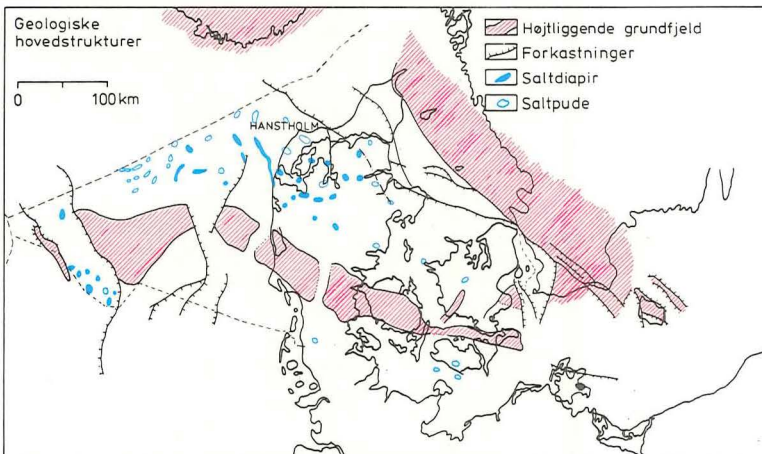 Geologiske
hovedstrukturer
0 100 km
HANSTHOLM
Højtliggende grundfjeld
Forkastninger
Saltdiapir
Saltpude